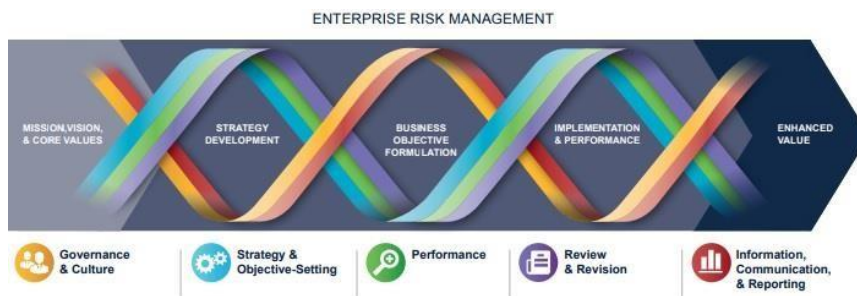 ENTERPRISE RISK MANAGEMENT
MISSION,VISION,
& CORE VALUES
STRATEGY
DEVELOPMENT
BUSINESS
OBJECTIVE
FORMULATION
IMPLEMENTATION
& PERFORMANCE
ENHANCED
VALUE
Governance
& Culture
Strategy &
Objective-Setting
Performance
Review
& Revision
Information,
Communication,
& Reporting